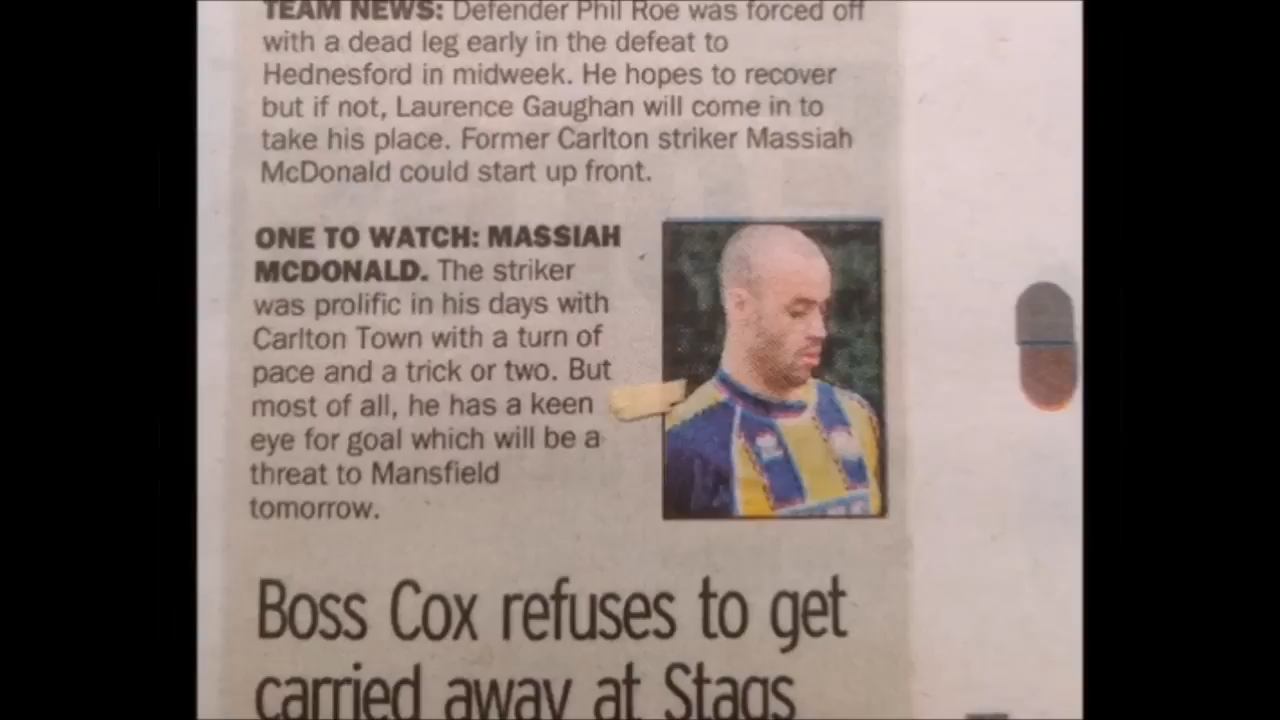 TEAM NEWS: Defender Phil Roe was forced off
with a dead leg early in the defeat to
Hednesford in midweek. He hopes to recover
but if not, Laurence Gaughan will come in to
take his place. Former Carlton striker Massiah
McDonald could start up front.
ONE TO WATCH: MASSIAH
MCDONALD. The striker
was prolific in his days with
Carlton Town with a turn of
pace and a trick or two. But
most of all, he has a keen
eye for goal which will be a
threat to Mansfield
tomorrow.
Boss Cox refuses to get
carried away at Stags